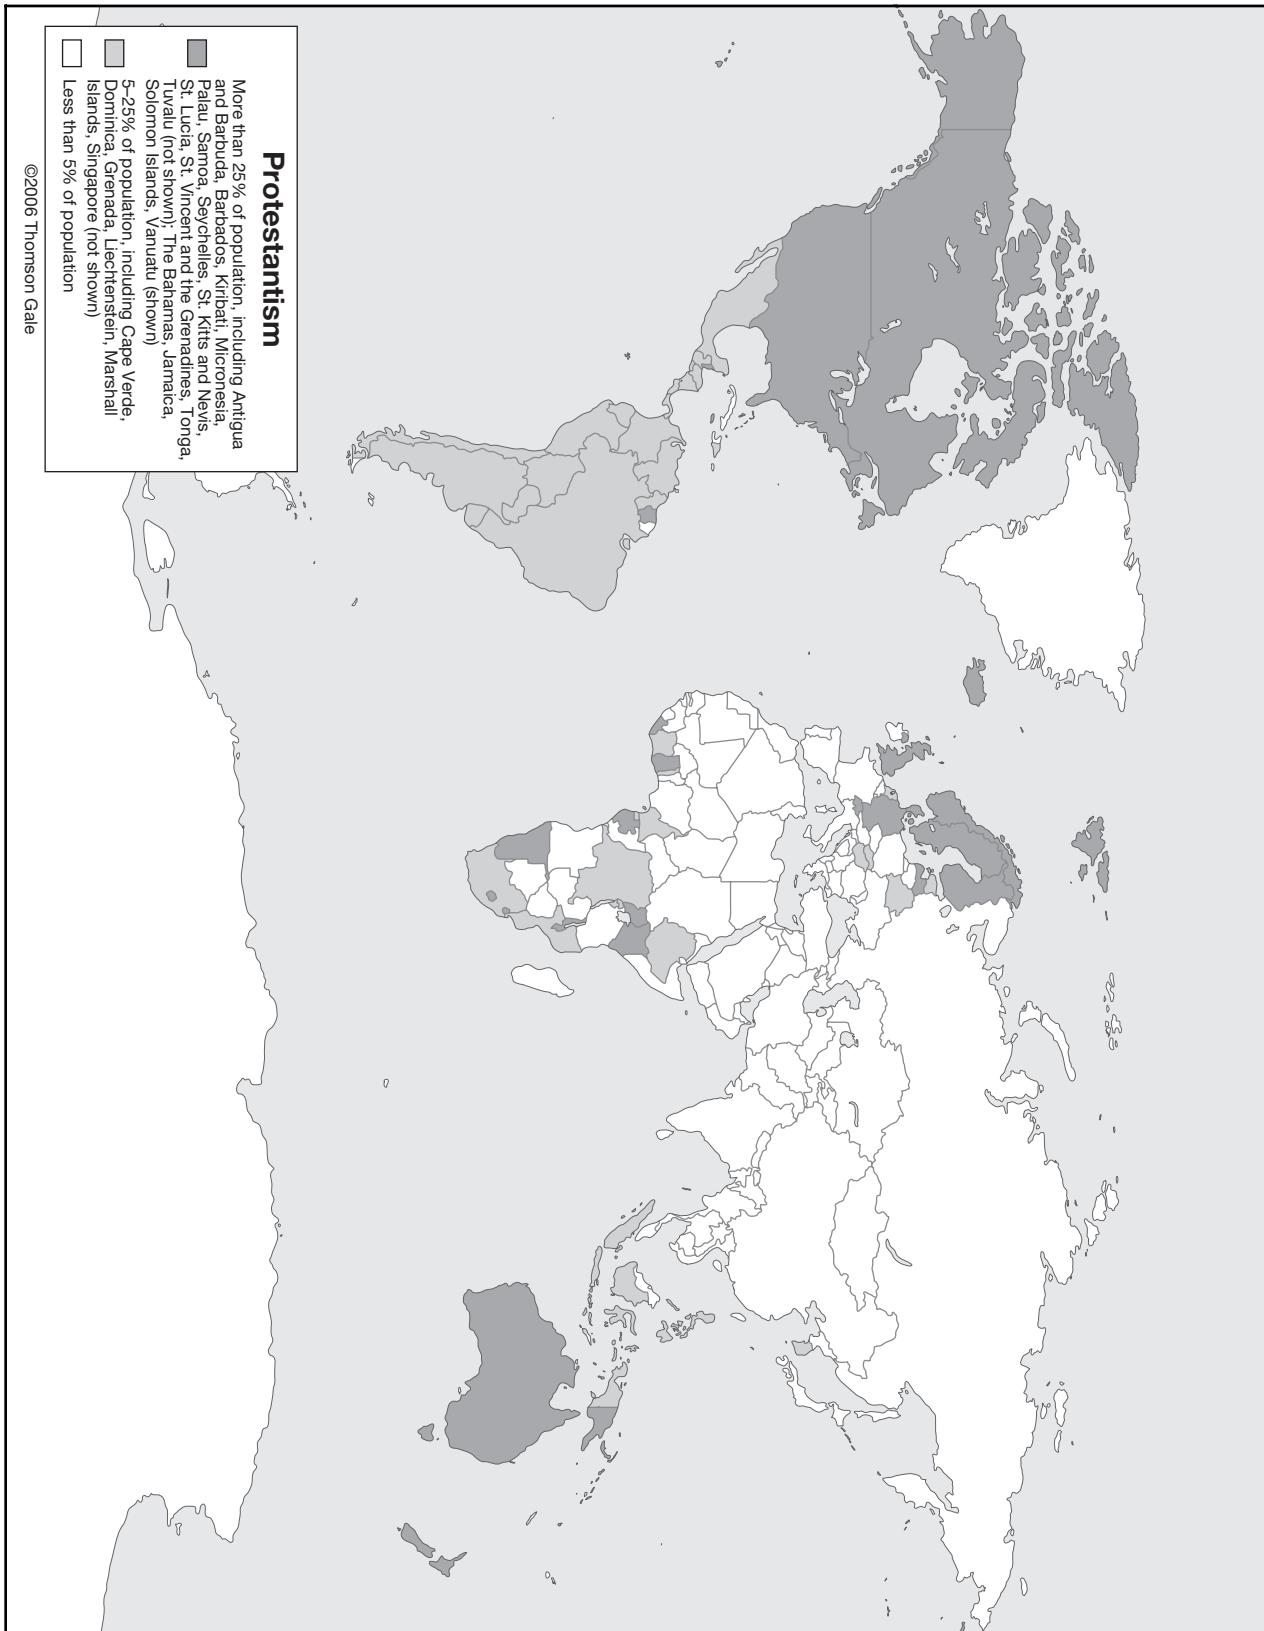 Protestantism
More than 25% of population, including Antigua
and Barbuda, Barbados, Kiribati, Micronesia,
Palau, Samoa, Seychelles, St. Kitts and Nevis,
St. Lucia, St. Vincent and the Grenadines, Tonga,
Tuvalu (not shown); The Bahamas, Jamaica,
Solomon Islands, Vanuatu (shown)
5–25% of population, including Cape Verde,
Dominica, Grenada, Liechtenstein, Marshall
Islands, Singapore (not shown)
Less than 5% of population
©2006 Thomson Gale